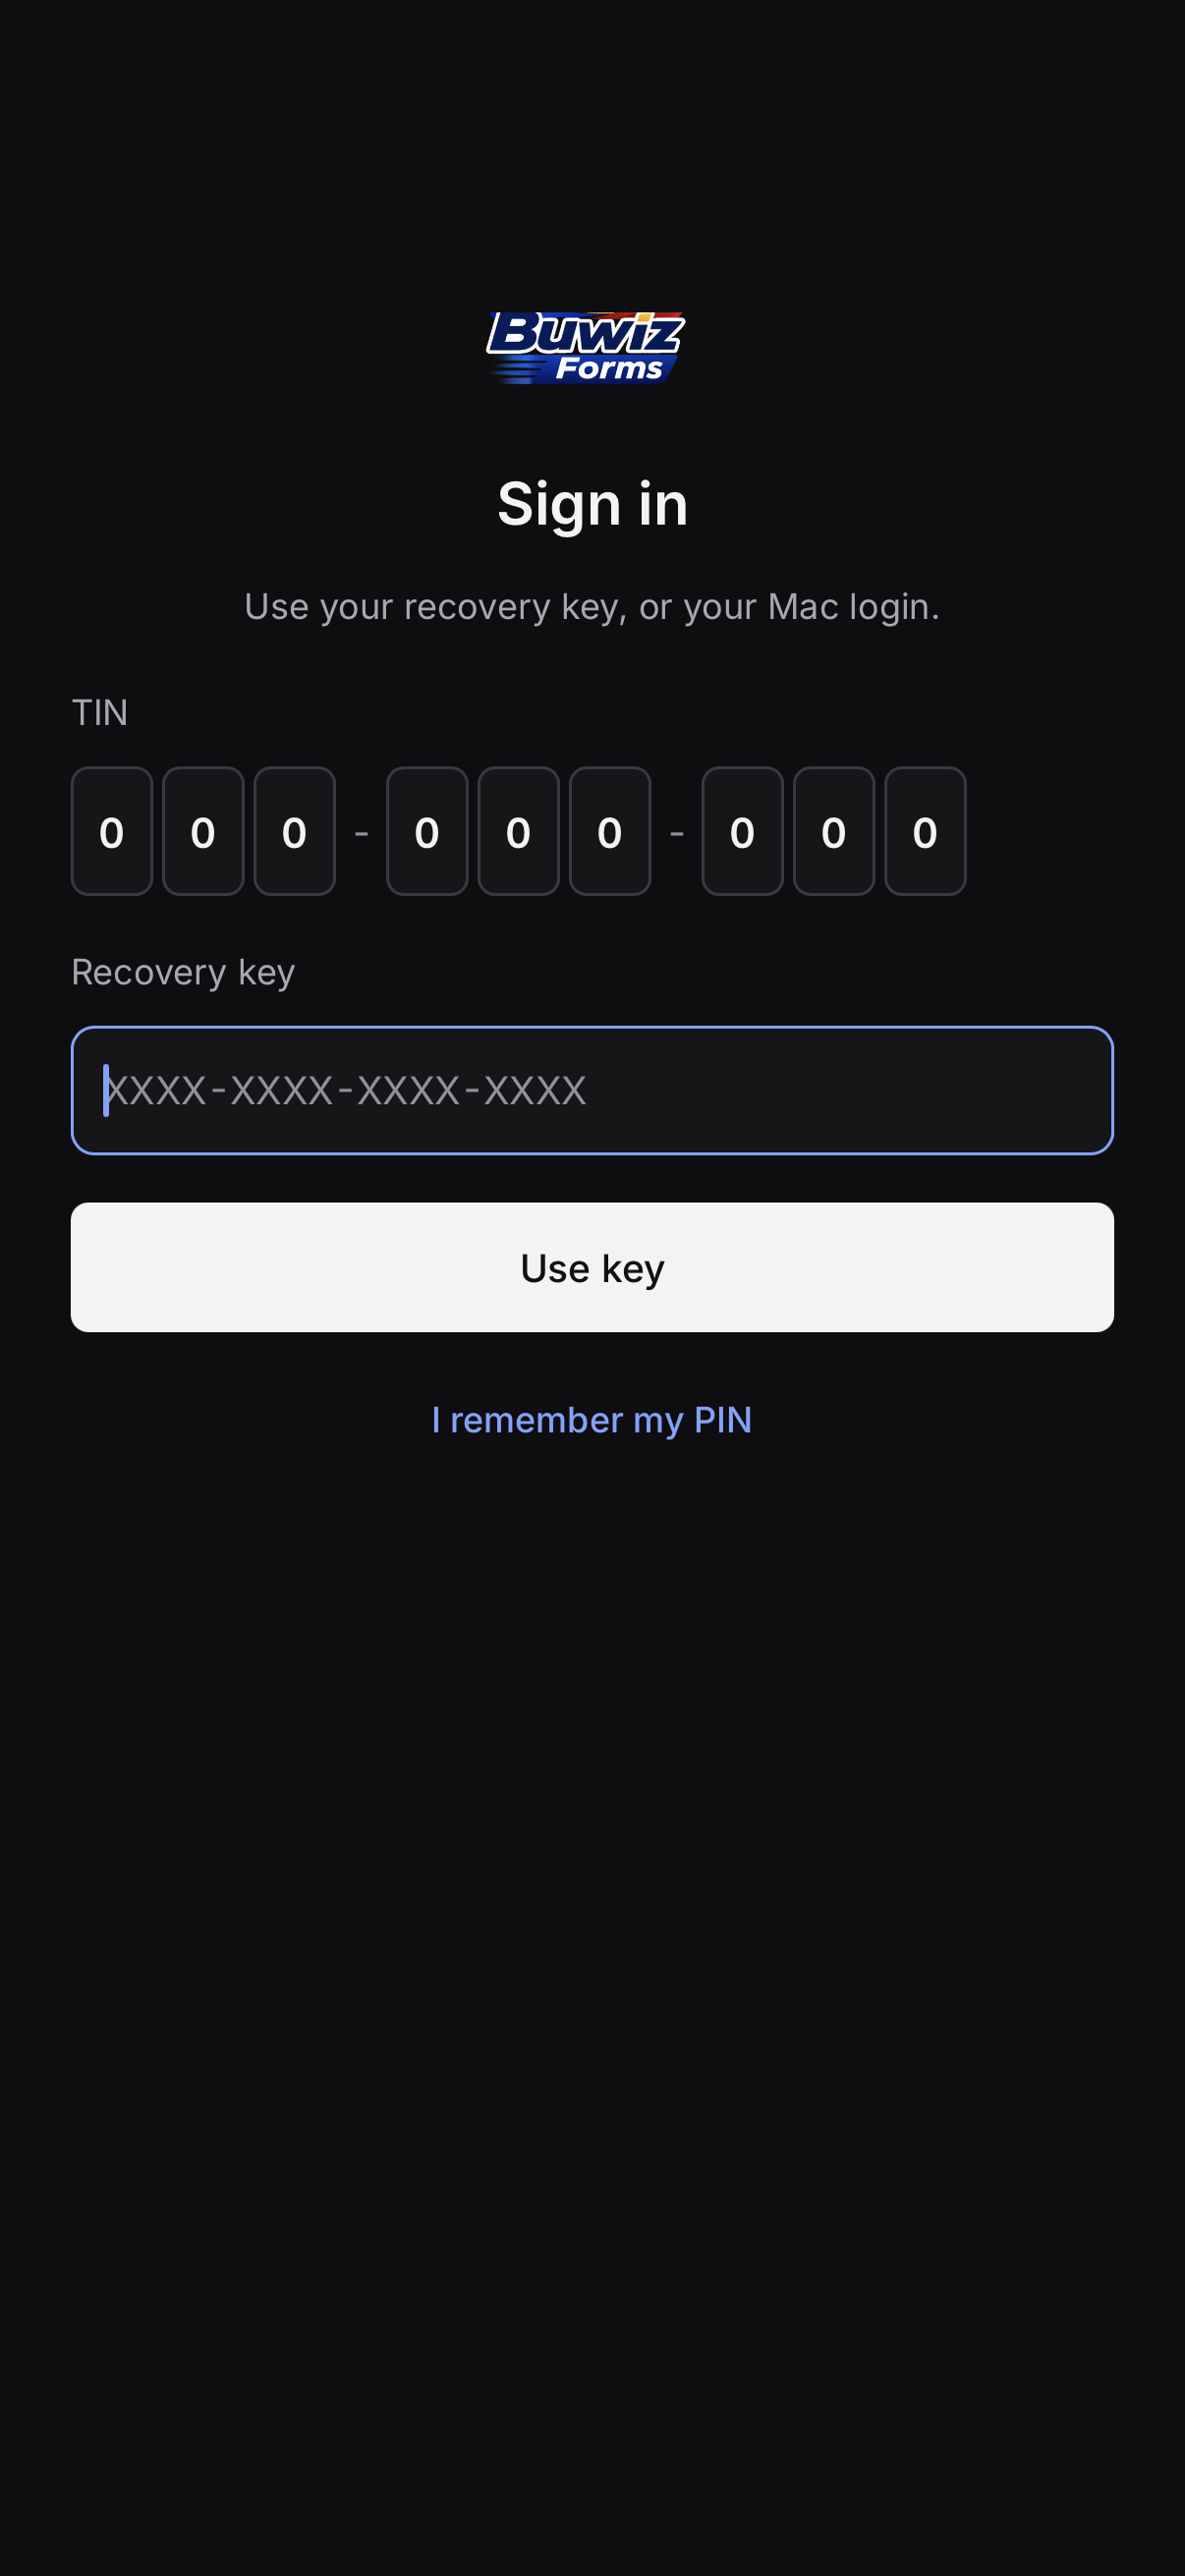 Buwiz
Forms
Sign in
Use your recovery key, or your Mac login.
TIN
0 0 0 - 0 0 0 - 0 0 0
Recovery key
XXXX-XXXX-XXXX-XXXX
Use key
I remember my PIN